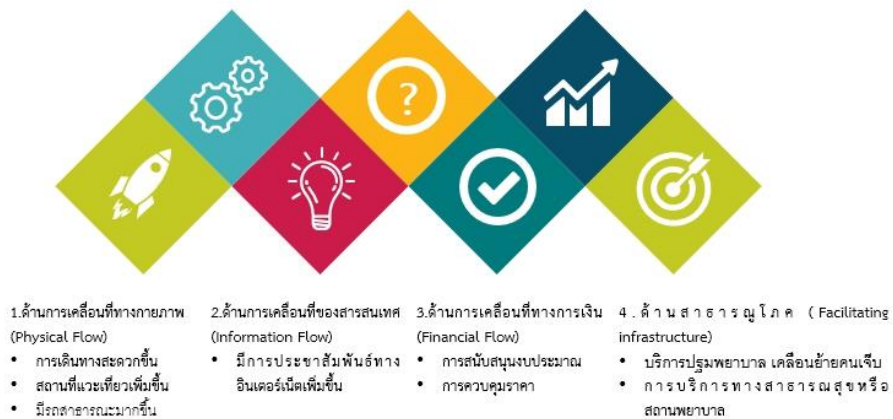 ?
1.ด้านการเคลื่อนที่ทางกายภาพ
(Physical Flow)
• การเดินทางสะดวกขึ้น
• สถานที่แวะเที่ยวเพิ่มขึ้น
• มีรถสาธารณะมากขึ้น
2.ด้านการเคลื่อนที่ของสารสนเทศ
(Information Flow)
• มีการประชาสัมพันธ์ทาง
อินเตอร์เน็ตเพิ่มขึ้น
3.ด้านการเคลื่อนที่ทางการเงิน
(Financial Flow)
• การสนับสนุนงบประมาณ
• การควบคุมราคา
4.ด้านสาธารณูโภค (Facilitating
infrastructure)
• บริการปฐมพยาบาล เคลื่อนย้ายคนเจ็บ
• การบริการทางสาธารณสุขหรือ
สถานพยาบาล